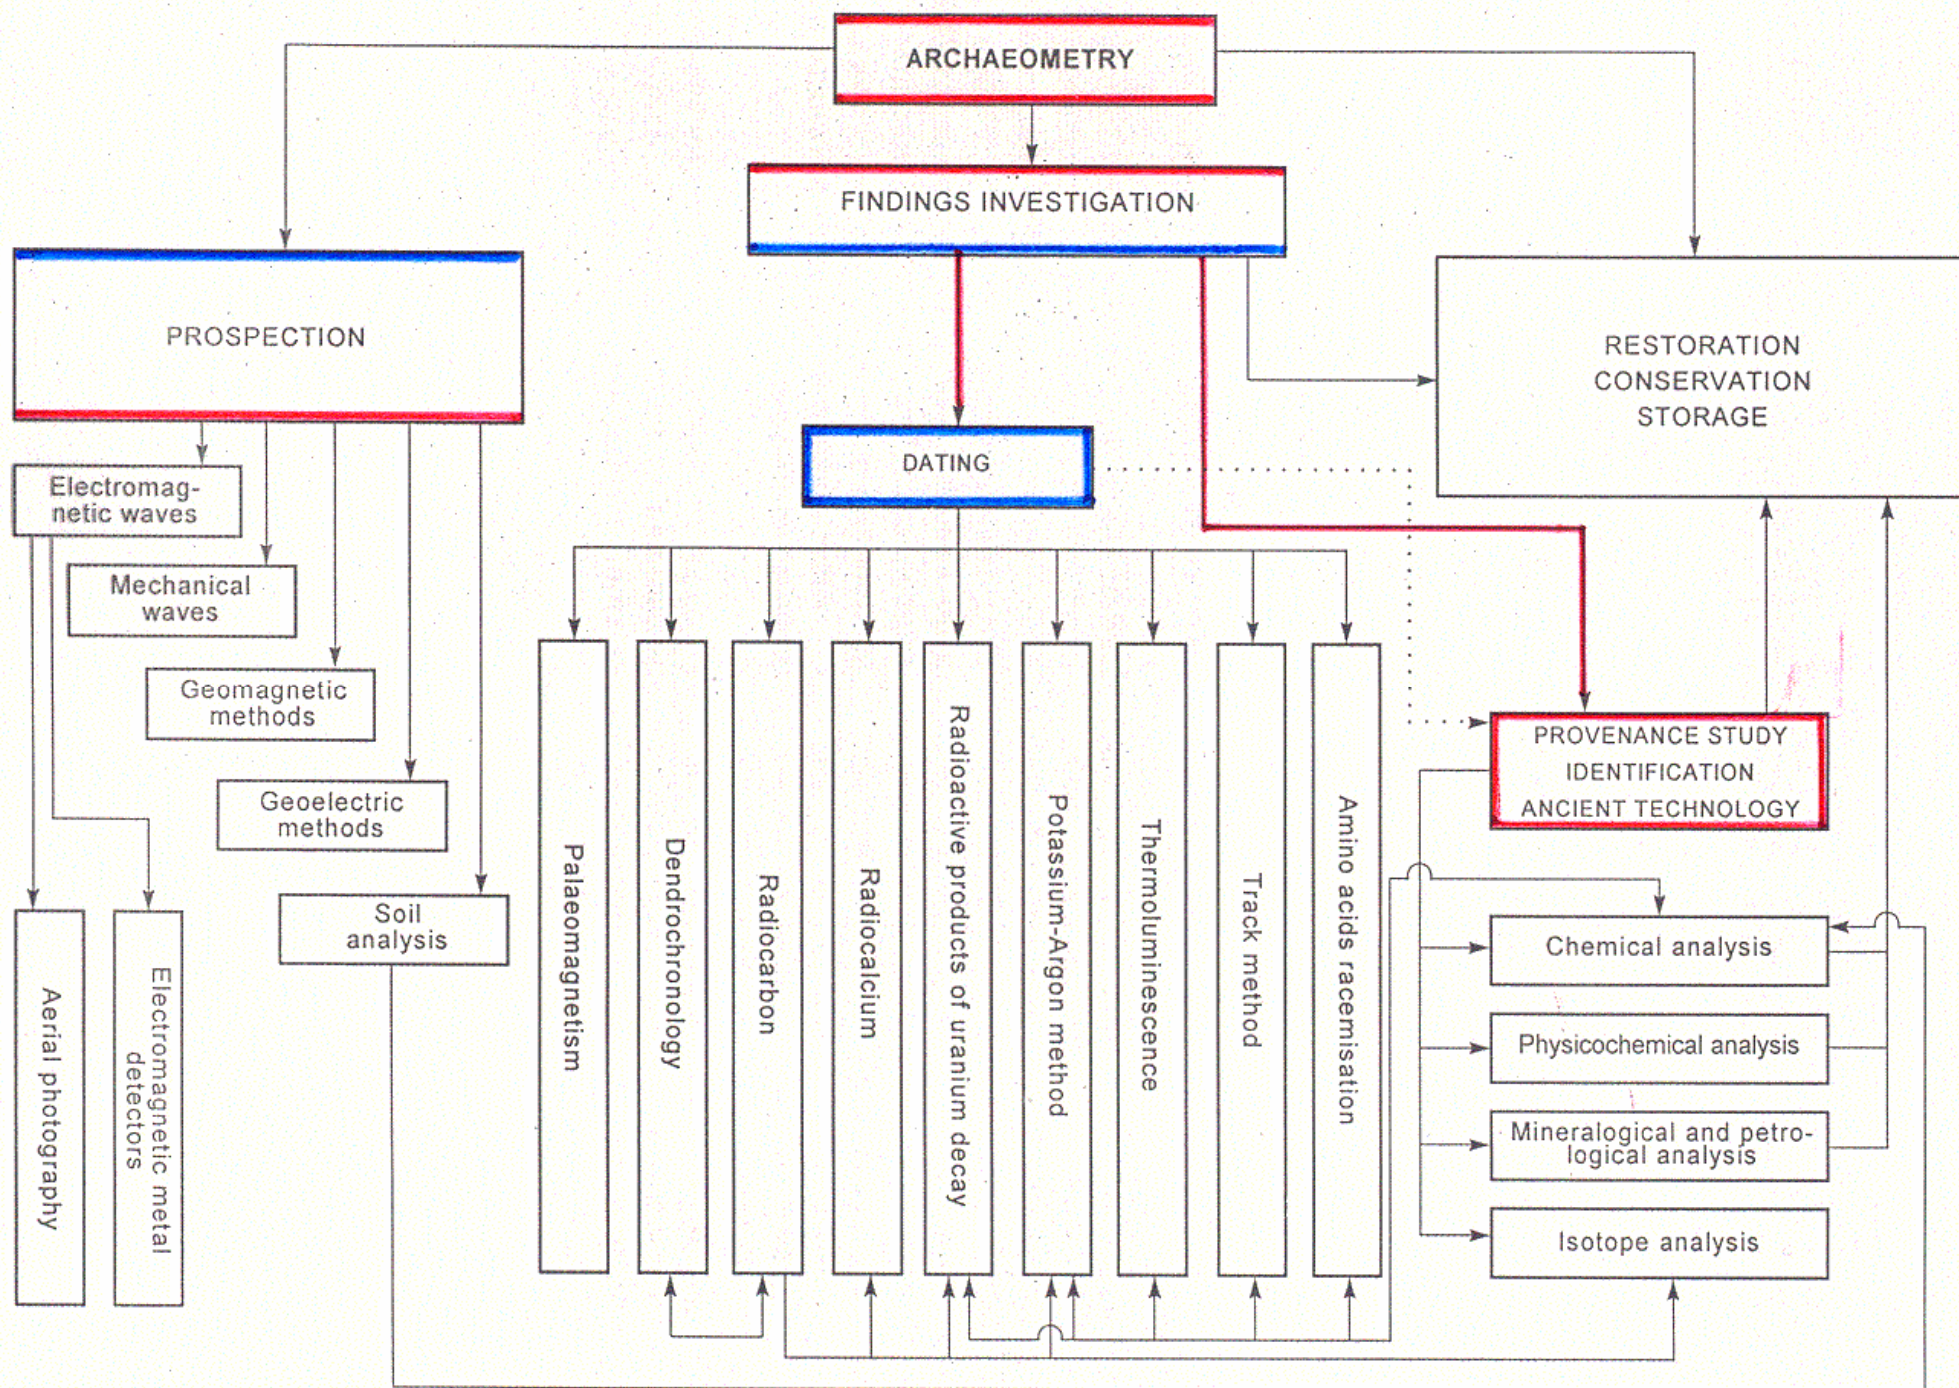 ARCHAEOMETRY
FINDINGS INVESTIGATION
PROSPECTION
RESTORATION
CONSERVATION
STORAGE
DATING
Electromag-
netic waves
Mechanical
waves
Geomagnetic
methods
Geoelectric
methods
Soil
analysis
Aerial photography
Electromagnetic metal
detectors
Palaeomagnetism
Dendrochronology
Radiocarbon
Radiocalcium
Radioactive products of uranium decay
Potassium-Argon method
Thermoluminescence
Track method
Amino acids racemisation
PROVENANCE STUDY
IDENTIFICATION
ANCIENT TECHNOLOGY
Chemical analysis
Physicochemical analysis
Mineralogical and petro-
logical analysis
Isotope analysis